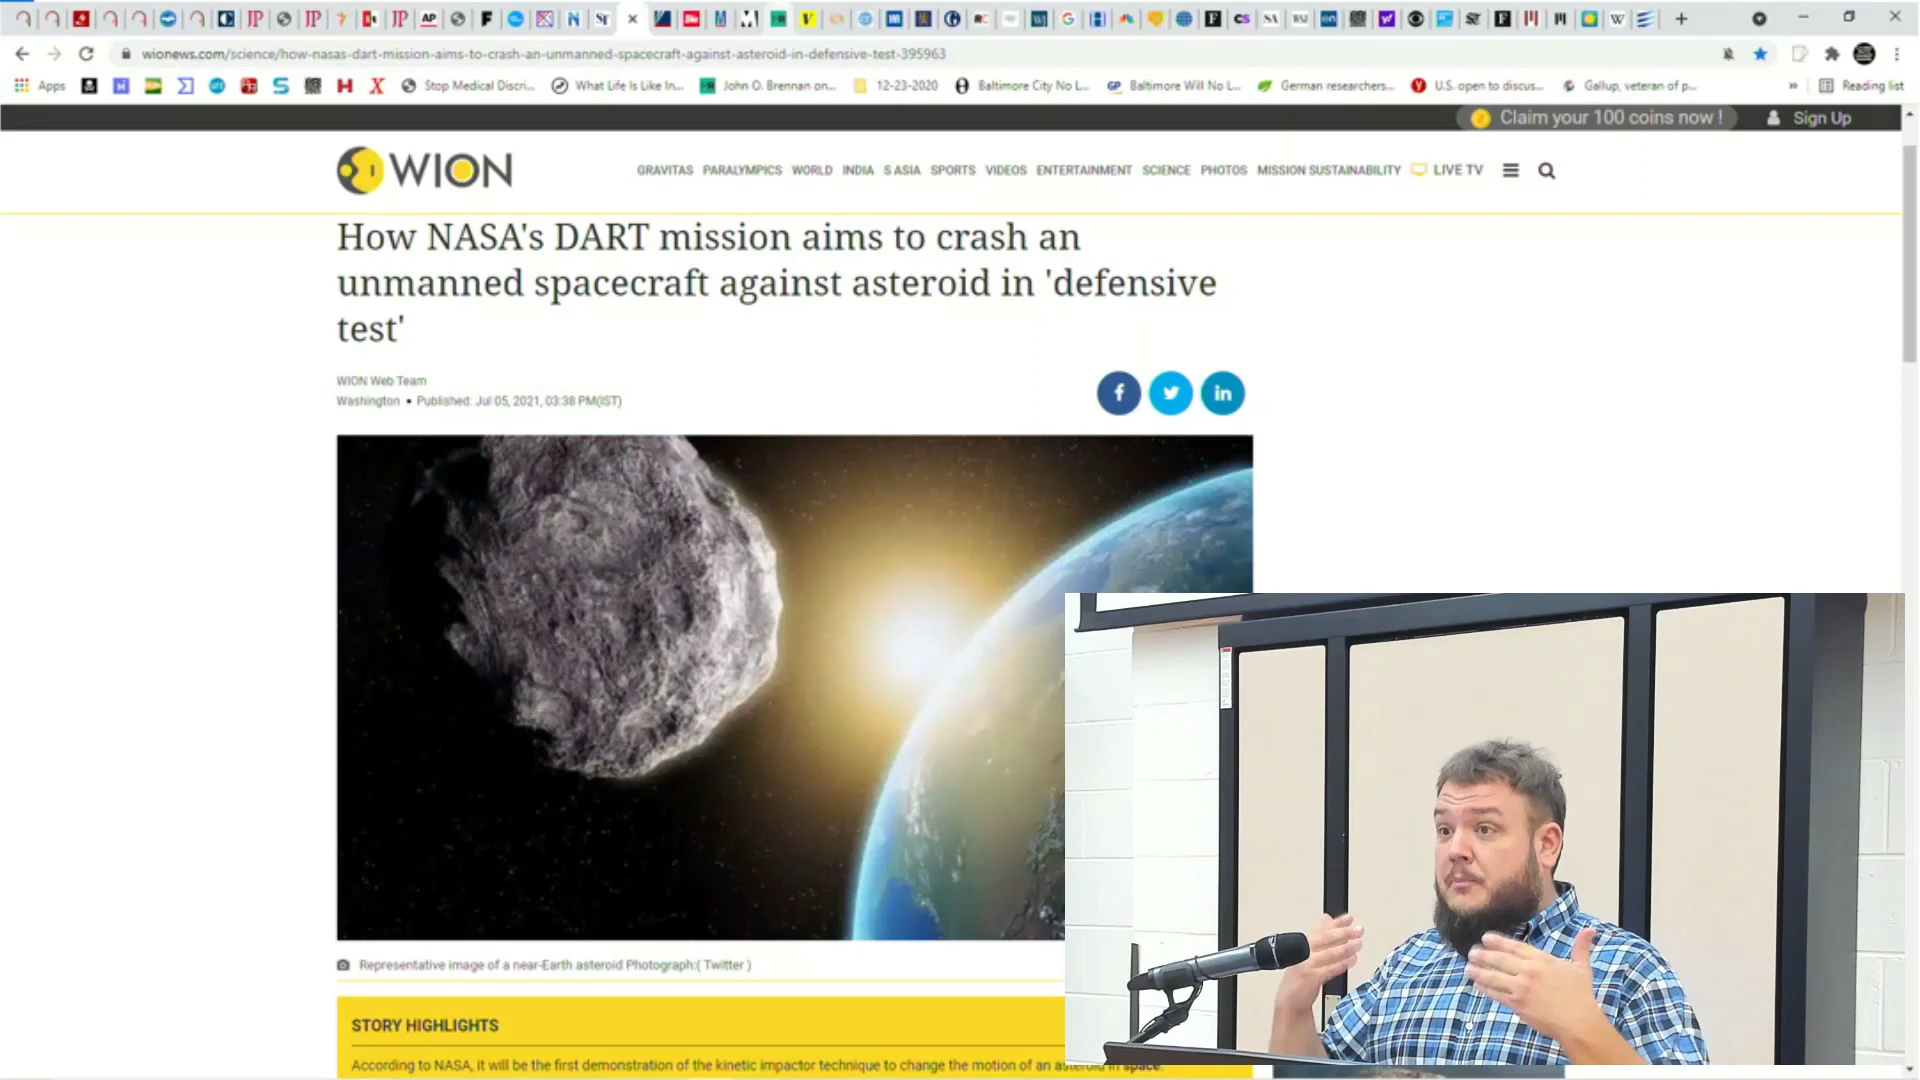 wionews.com/science/how-nasas-dart-mission-aims-to-crash-an-unmanned-spacecraft-against-asteroid-in-defensive-test-395963
Apps
Stop Medical Discri...
What Life Is Like In...
John O. Brennan on...
12-23-2020
Baltimore City No L...
Baltimore Will No L...
German researchers...
U.S. open to discus...
Gallup, veteran of p...
»
Reading list
Claim your 100 coins now !
Sign Up
WION
GRAVITAS PARALYMPICS WORLD INDIA S ASIA SPORTS VIDEOS ENTERTAINMENT SCIENCE PHOTOS MISSION SUSTAINABILITY LIVE TV
How NASA's DART mission aims to crash an
unmanned spacecraft against asteroid in 'defensive
test'
WION Web Team
Washington • Published: Jul 05, 2021, 03:38 PM(IST)
Representative image of a near-Earth asteroid Photograph:( Twitter )
STORY HIGHLIGHTS
According to NASA, it will be the first demonstration of the kinetic impactor technique to change the motion of an asteroid in space.